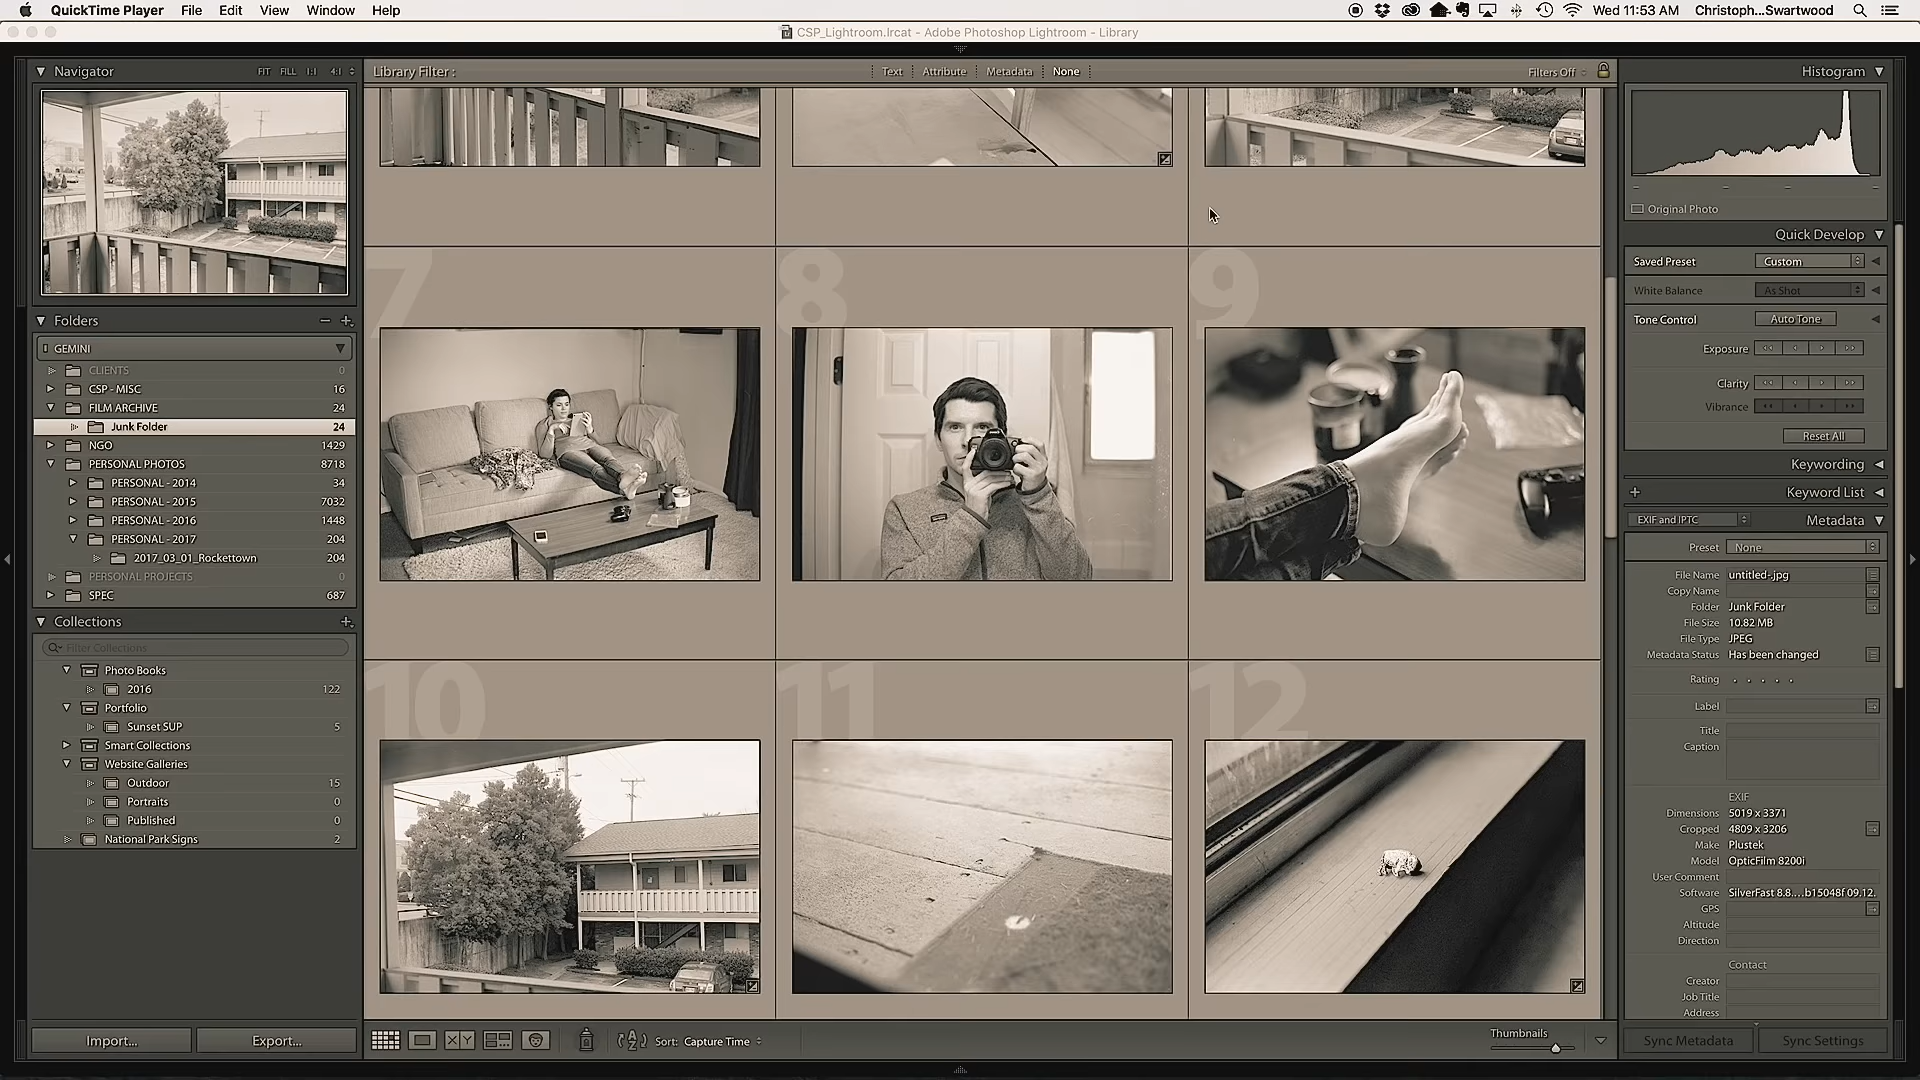 QuickTime Player File Edit View Window Help Wed 11:53 AM Christoph...Swartwood
CSP_Lightroom.lrcat - Adobe Photoshop Lightroom - Library
Navigator FIT FILL 1:1 4:1
Library Filter : Text Attribute Metadata None Filters Off
Histogram
Original Photo
Quick Develop
Saved Preset Custom
White Balance As Shot
Tone Control Auto Tone
Exposure
Clarity
Vibrance
Reset All
Keywording
Keyword List
EXIF and IPTC Metadata
Preset None
File Name untitled-.jpg
Copy Name
Folder Junk Folder
File Size 10.82 MB
File Type JPEG
Metadata Status Has been changed
Rating
Label
Title
Caption
EXIF
Dimensions 5019 x 3371
Cropped 4809 x 3206
Make Plustek
Model OpticFilm 8200i
User Comment
Software SilverFast 8.8....b15048f 09.12.
GPS
Altitude
Direction
Contact
Creator
Job Title
Address
Sync Metadata Sync Settings
Folders
GEMINI
CLIENTS 0
CSP - MISC 16
FILM ARCHIVE 24
Junk Folder 24
NGO 1429
PERSONAL PHOTOS 8718
PERSONAL - 2014 34
PERSONAL - 2015 7032
PERSONAL - 2016 1448
PERSONAL - 2017 204
2017_03_01_Rockettown 204
PERSONAL PROJECTS 0
SPEC 687
Collections
Filter Collections
Photo Books
2016 122
Portfolio
Sunset SUP 5
Smart Collections
Website Galleries
Outdoor 15
Portraits 0
Published 0
National Park Signs 2
Import... Export...
7 8 9
10 11 12
Sort: Capture Time
Thumbnails